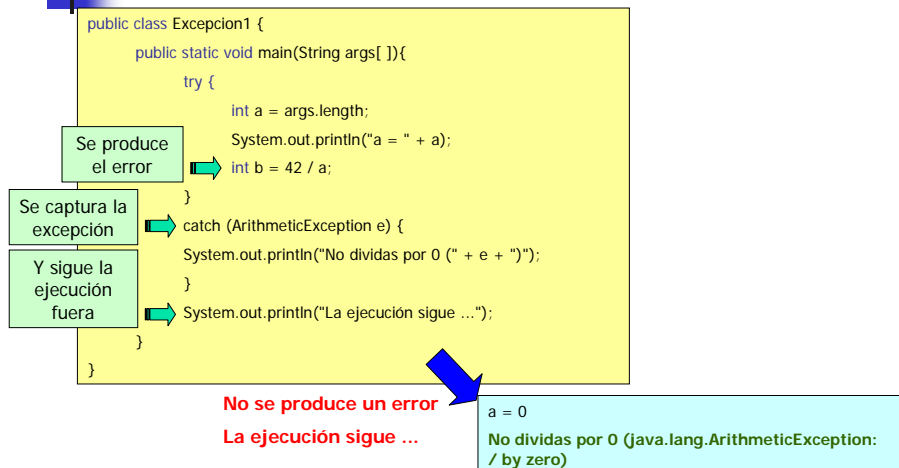 public class Excepcion1 {
public static void main(String args[ ]){
try {
int a = args.length;
System.out.println("a = " + a);
Se produce
el error
int b = 42 / a;
}
Se captura la
excepción
catch (ArithmeticException e) {
System.out.println("No dividas por 0 (" + e + ")");
Y sigue la
ejecución
fuera
}
System.out.println("La ejecución sigue ...");
}
}
No se produce un error
La ejecución sigue ...
a = 0
No dividas por 0 (java.lang.ArithmeticException:
/ by zero)